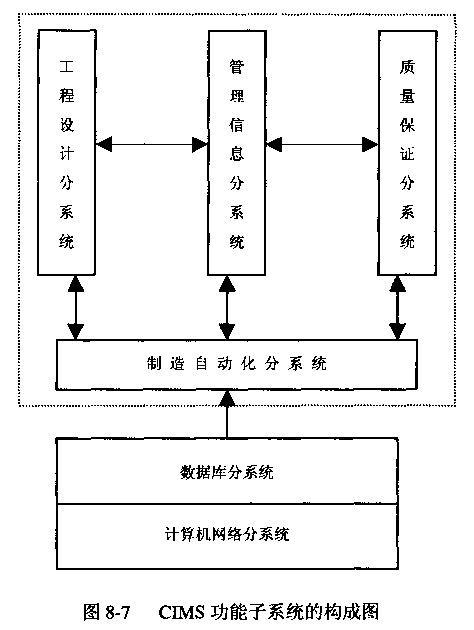 工程设计分系统
管理信息分系统
质量保证分系统
制造自动化分系统
数据库分系统
计算机网络分系统
图 8-7 CIMS 功能子系统的构成图